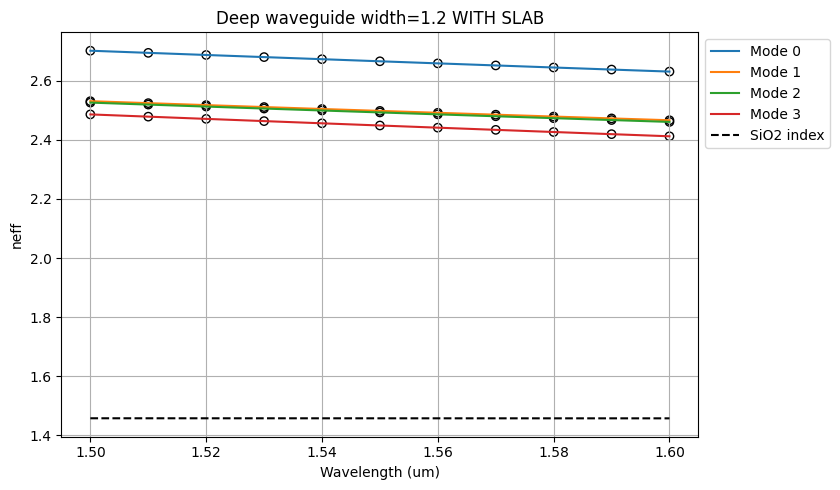 Deep waveguide width=1.2 WITH SLAB
Mode 0
Mode 1
Mode 2
Mode 3
SiO2 index
neff
2.6
2.4
2.2
2.0
1.8
1.6
1.4
1.50 1.52 1.54 1.56 1.58 1.60
Wavelength (um)